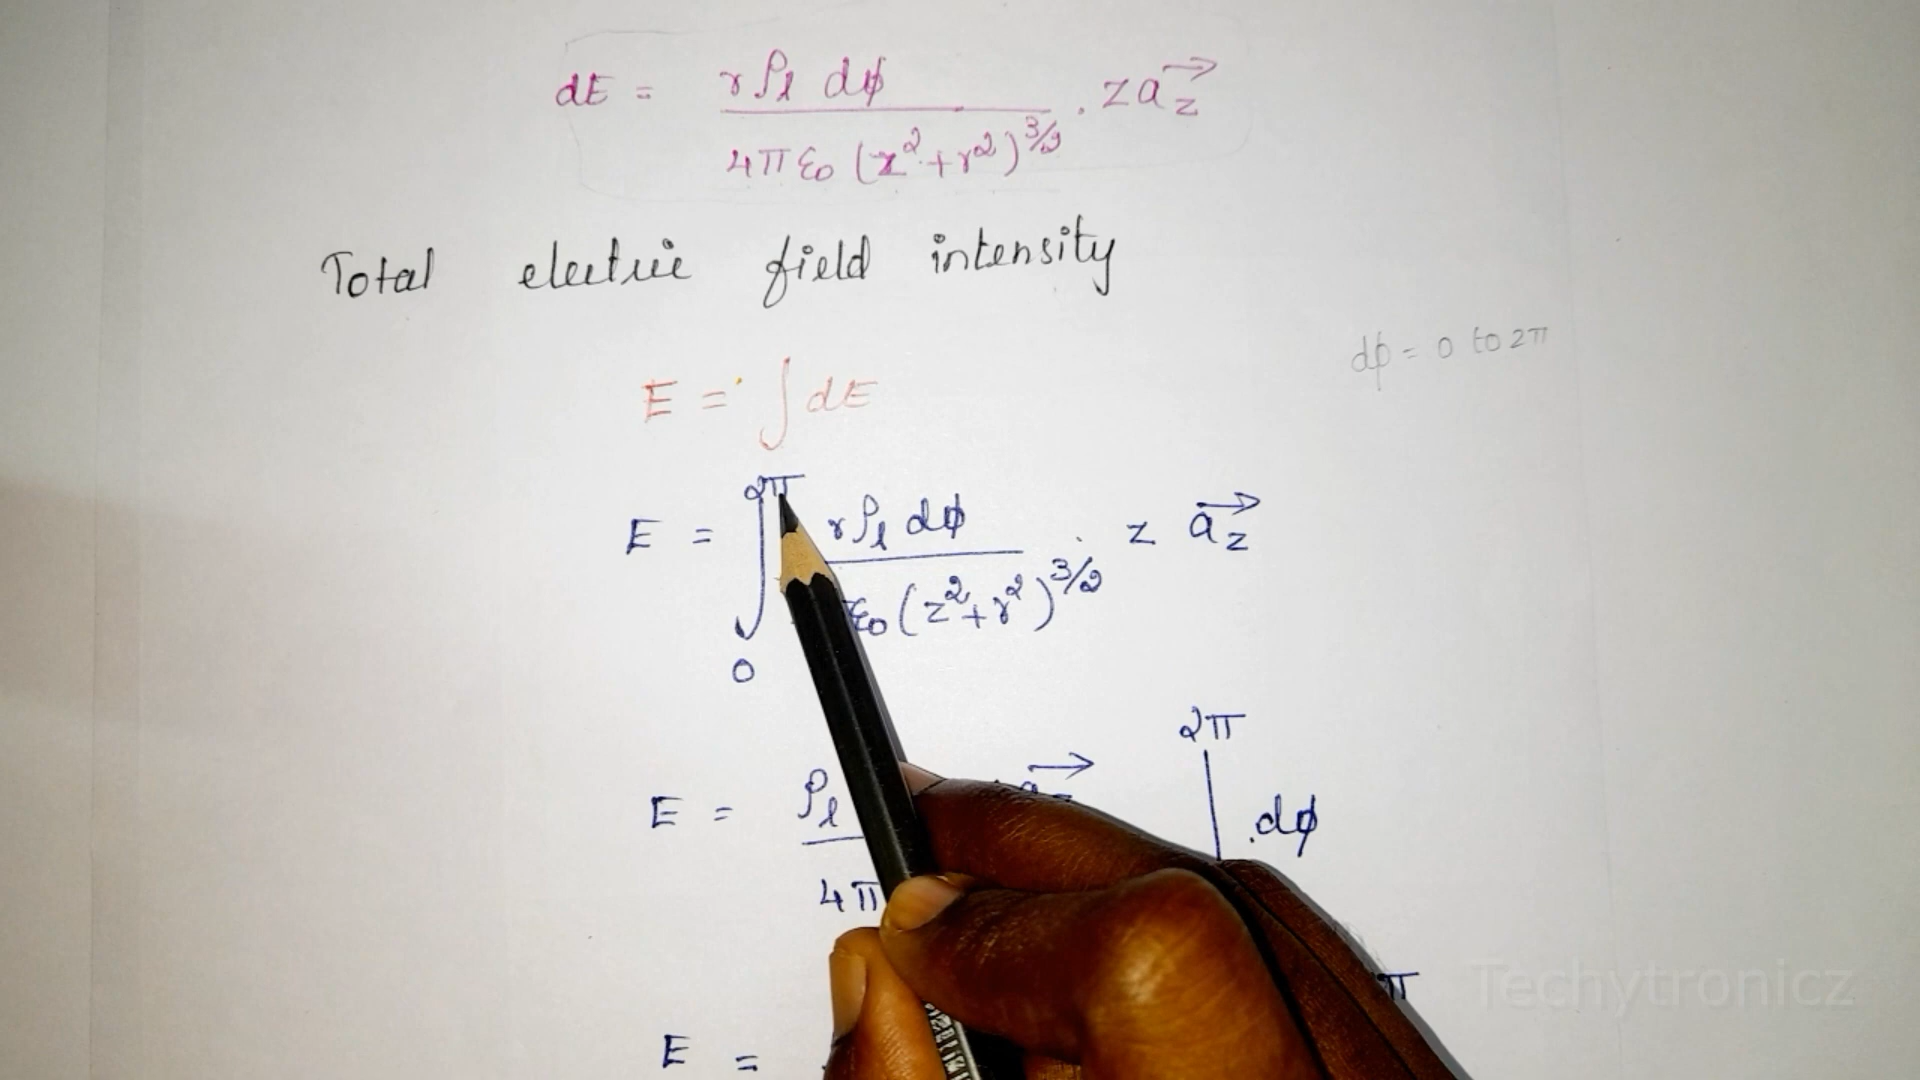 dE = rρl dϕ / 4πε0 (z²+r²)^3/2 . z az→
Total electric field intensity
dϕ = 0 to 2π
E = ∫ dE
E = ∫ 0 2π rρl dϕ / ε0 (z²+r²)^3/2 . z az→
E = ρl / 4π az→ | 2π . dϕ
π
E =
Techytronicz